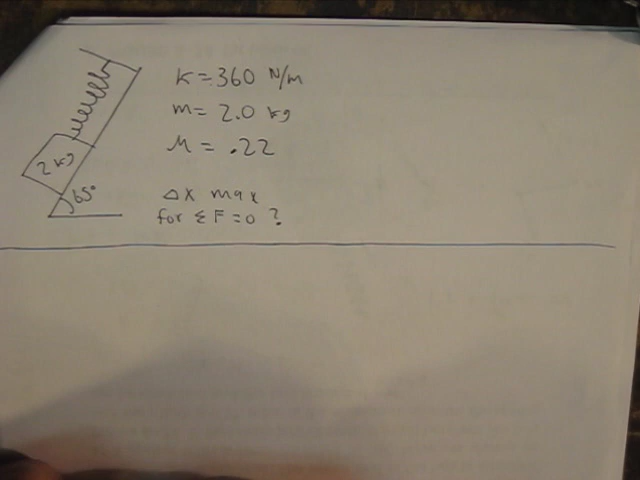 K = 360 N/m
m = 2.0 kg
μ = .22
2 kg
65°
Δx max
for ΣF = 0 ?